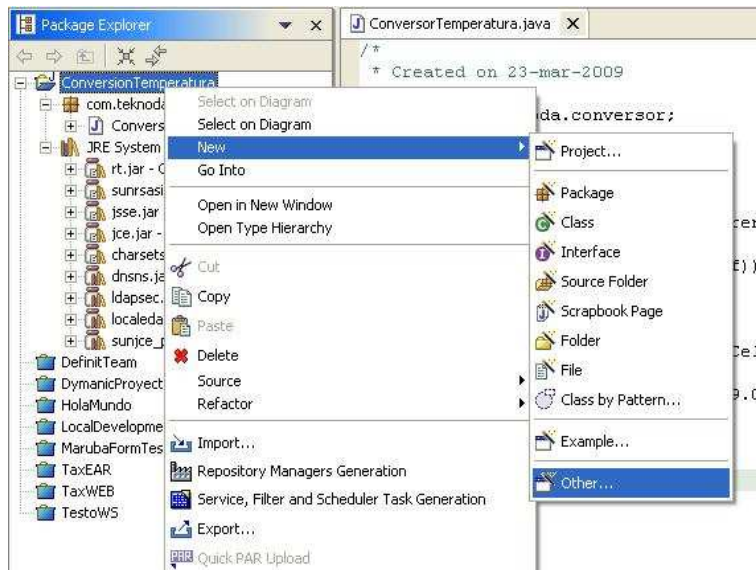 Package Explorer
ConversorTemperatura.java
/*
* Created on 23-mar-2009
da.conversor;
ConversionTemperatura
com.teknoda
Convers
JRE System
rt.jar - C
sunrsasi
jsse.jar
jce.jar -
charsets
dnsns.ja
ldapsec.
localeda
sunjce_p
DefinitTeam
DymanicProyect
HolaMundo
LocalDevelopme
MarubaFormTes
TaxEAR
TaxWEB
TestoWS
Select on Diagram
Select on Diagram
New
Go Into
Open in New Window
Open Type Hierarchy
Cut
Copy
Paste
Delete
Source
Refactor
Import...
Repository Managers Generation
Service, Filter and Scheduler Task Generation
Export...
Quick PAR Upload
Project...
Package
Class
Interface
Source Folder
Scrapbook Page
Folder
File
Class by Pattern...
Example...
Other...
cer
f))
Cel
9.0